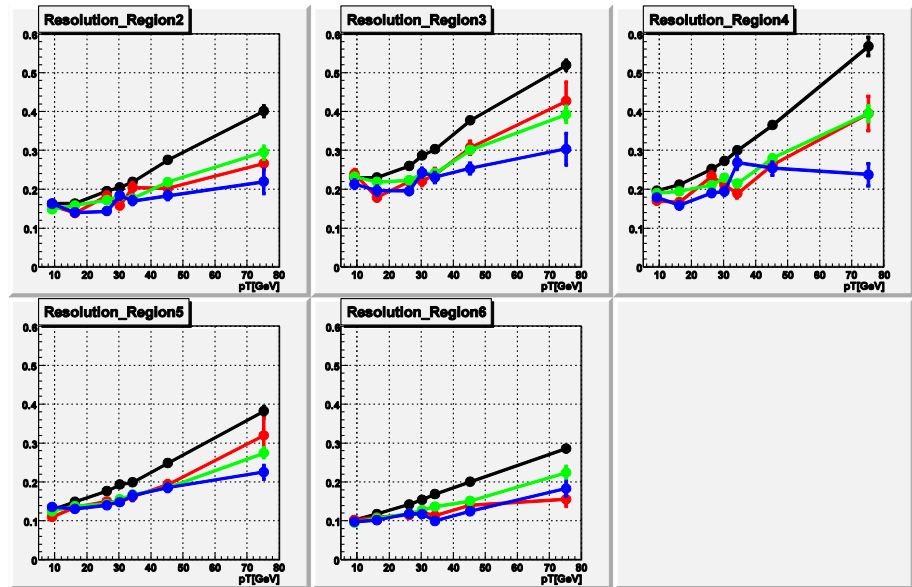 Resolution_Region2
0.6
0.5
0.4
0.3
0.2
0.1
0
10 20 30 40 50 60 70 80
pT[GeV]
Resolution_Region3
0.6
0.5
0.4
0.3
0.2
0.1
0
10 20 30 40 50 60 70 80
pT[GeV]
Resolution_Region4
0.6
0.5
0.4
0.3
0.2
0.1
0
10 20 30 40 50 60 70 80
pT[GeV]
Resolution_Region5
0.6
0.5
0.4
0.3
0.2
0.1
0
10 20 30 40 50 60 70 80
pT[GeV]
Resolution_Region6
0.6
0.5
0.4
0.3
0.2
0.1
0
10 20 30 40 50 60 70 80
pT[GeV]